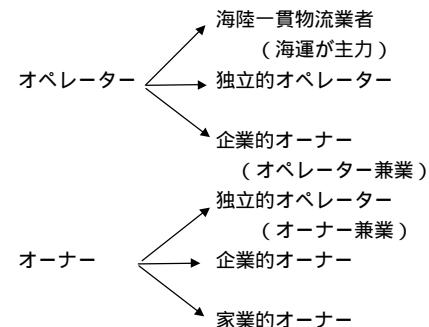 海陸一貫物流業者
（海運が主力）
オペレーター
独立的オペレーター
企業的オーナー
（オペレーター兼業）
独立的オペレーター
（オーナー兼業）
オーナー
企業的オーナー
家業的オーナー